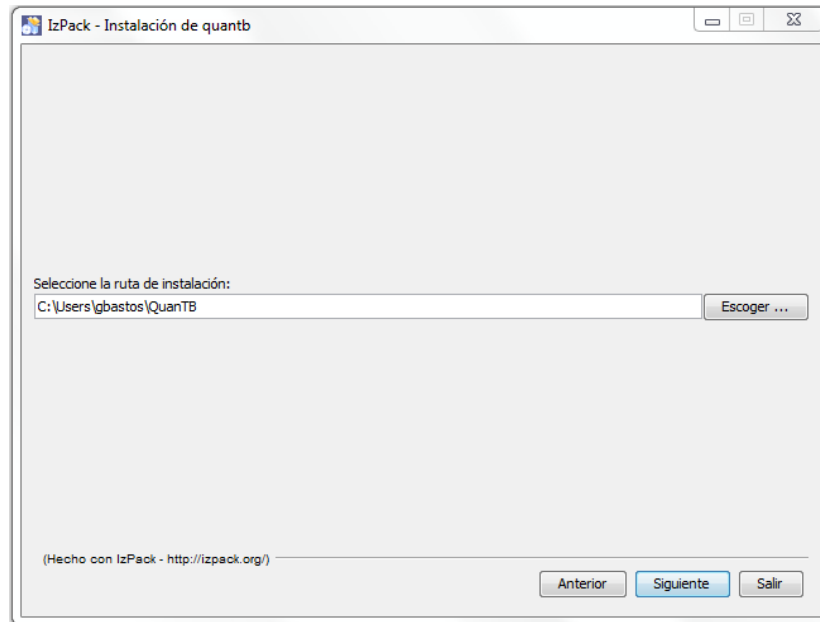 IzPack - Instalación de quantb
Seleccione la ruta de instalación:
C:\Users\gbastos\QuanTB
Escoger ...
(Hecho con IzPack - http://izpack.org/)
Anterior
Siguiente
Salir